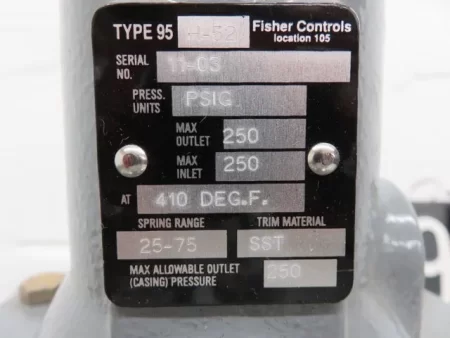 TYPE 95 H-52 Fisher Controls
location 105
SERIAL NO. 11-03
PRESS. UNITS PSIG
MAX OUTLET 250
MAX INLET 250
AT 410 DEG.F.
SPRING RANGE TRIM MATERIAL
25-75 SST
MAX ALLOWABLE OUTLET
(CASING) PRESSURE 250